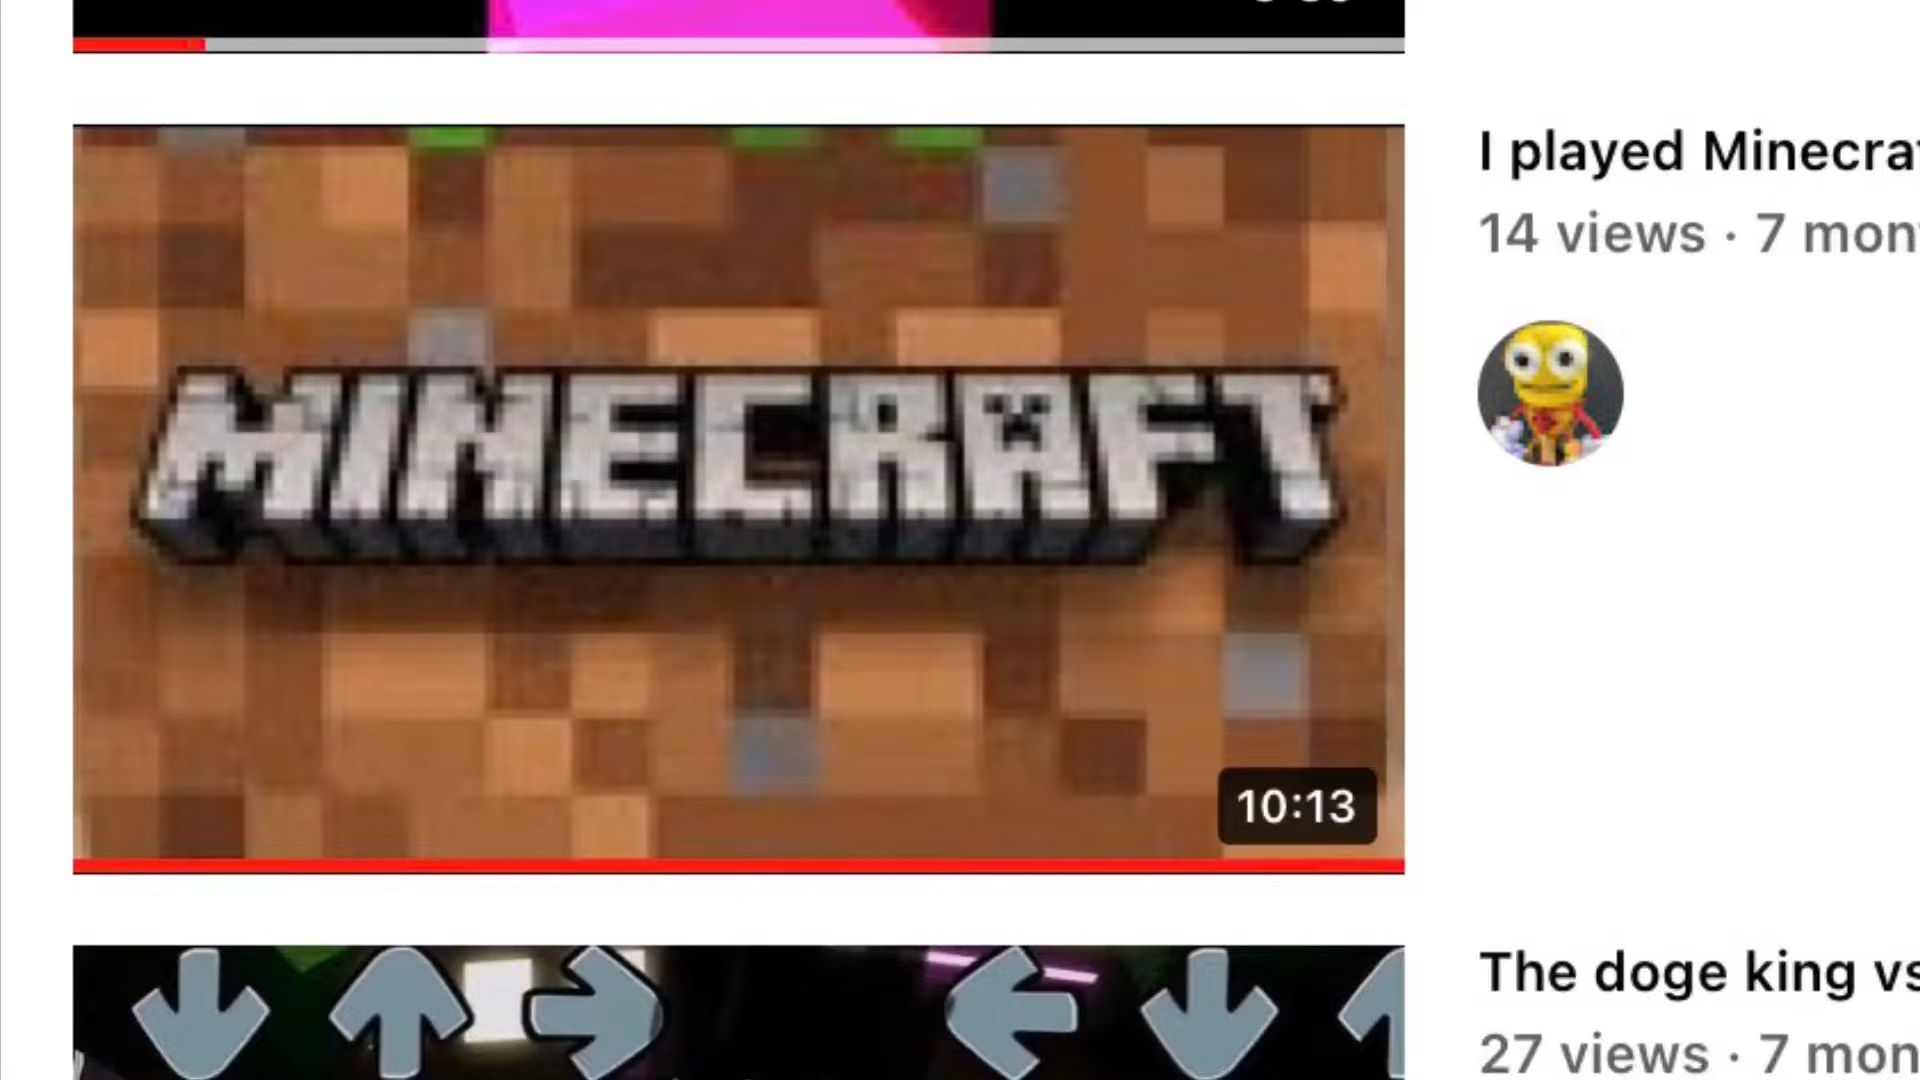 MINECRAFT
10:13
I played Minecra
14 views · 7 mon
The doge king vs
27 views · 7 mon